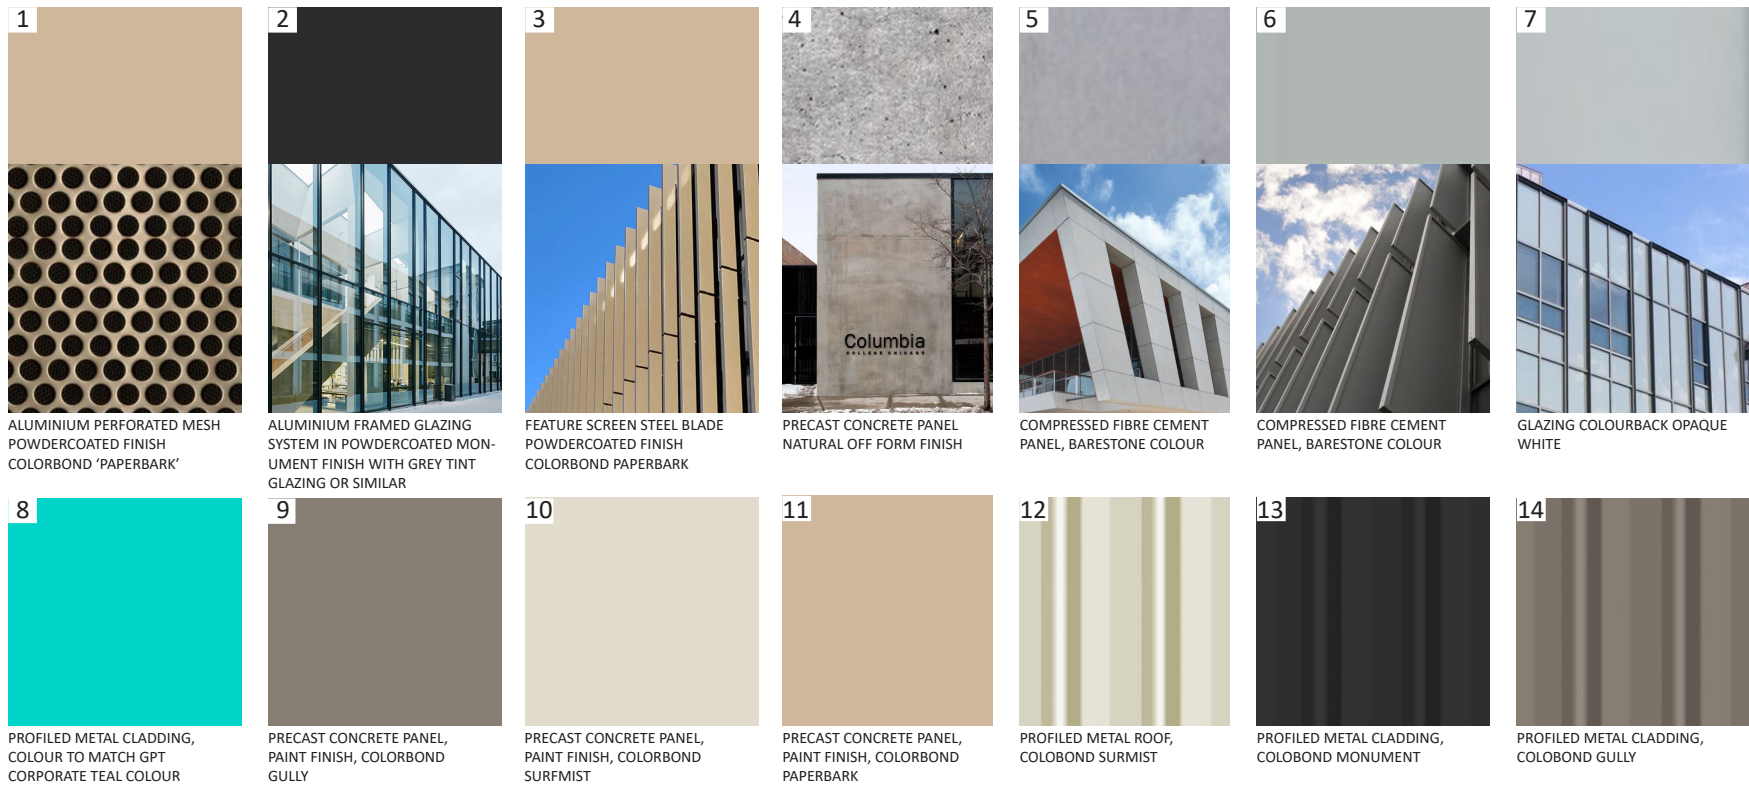 1
2
3
4
5
6
7
Columbia
COLLEGE CHICAGO
ALUMINIUM PERFORATED MESH
POWDERCOATED FINISH
COLORBOND ‘PAPERBARK’
ALUMINIUM FRAMED GLAZING
SYSTEM IN POWDERCOATED MON-
UMENT FINISH WITH GREY TINT
GLAZING OR SIMILAR
FEATURE SCREEN STEEL BLADE
POWDERCOATED FINISH
COLORBOND PAPERBARK
PRECAST CONCRETE PANEL
NATURAL OFF FORM FINISH
COMPRESSED FIBRE CEMENT
PANEL, BARESTONE COLOUR
COMPRESSED FIBRE CEMENT
PANEL, BARESTONE COLOUR
GLAZING COLOURBACK OPAQUE
WHITE
8
9
10
11
12
13
14
PROFILED METAL CLADDING,
COLOUR TO MATCH GPT
CORPORATE TEAL COLOUR
PRECAST CONCRETE PANEL,
PAINT FINISH, COLORBOND
GULLY
PRECAST CONCRETE PANEL,
PAINT FINISH, COLORBOND
SURFMIST
PRECAST CONCRETE PANEL,
PAINT FINISH, COLORBOND
PAPERBARK
PROFILED METAL ROOF,
COLOBOND SURMIST
PROFILED METAL CLADDING,
COLOBOND MONUMENT
PROFILED METAL CLADDING,
COLOBOND GULLY